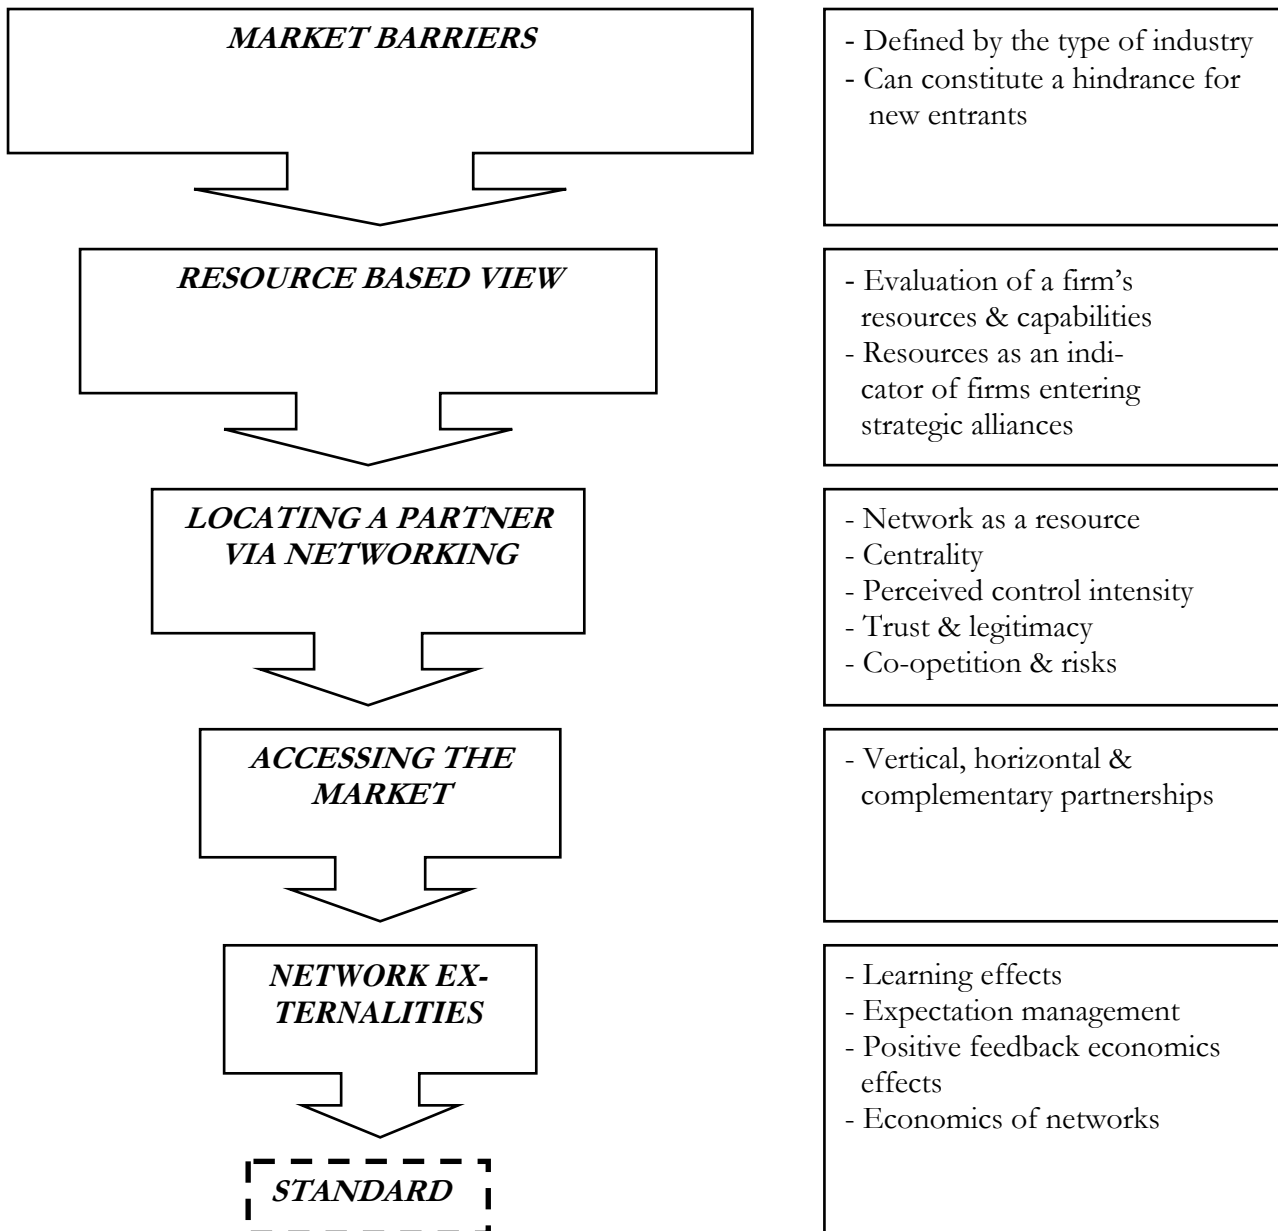 MARKET BARRIERS
- Defined by the type of industry
- Can constitute a hindrance for
new entrants
RESOURCE BASED VIEW
- Evaluation of a firm’s
resources & capabilities
- Resources as an indi-
cator of firms entering
strategic alliances
LOCATING A PARTNER
VIA NETWORKING
- Network as a resource
- Centrality
- Perceived control intensity
- Trust & legitimacy
- Co-opetition & risks
ACCESSING THE
MARKET
- Vertical, horizontal &
complementary partnerships
NETWORK EX-
TERNALITIES
- Learning effects
- Expectation management
- Positive feedback economics
effects
- Economics of networks
STANDARD